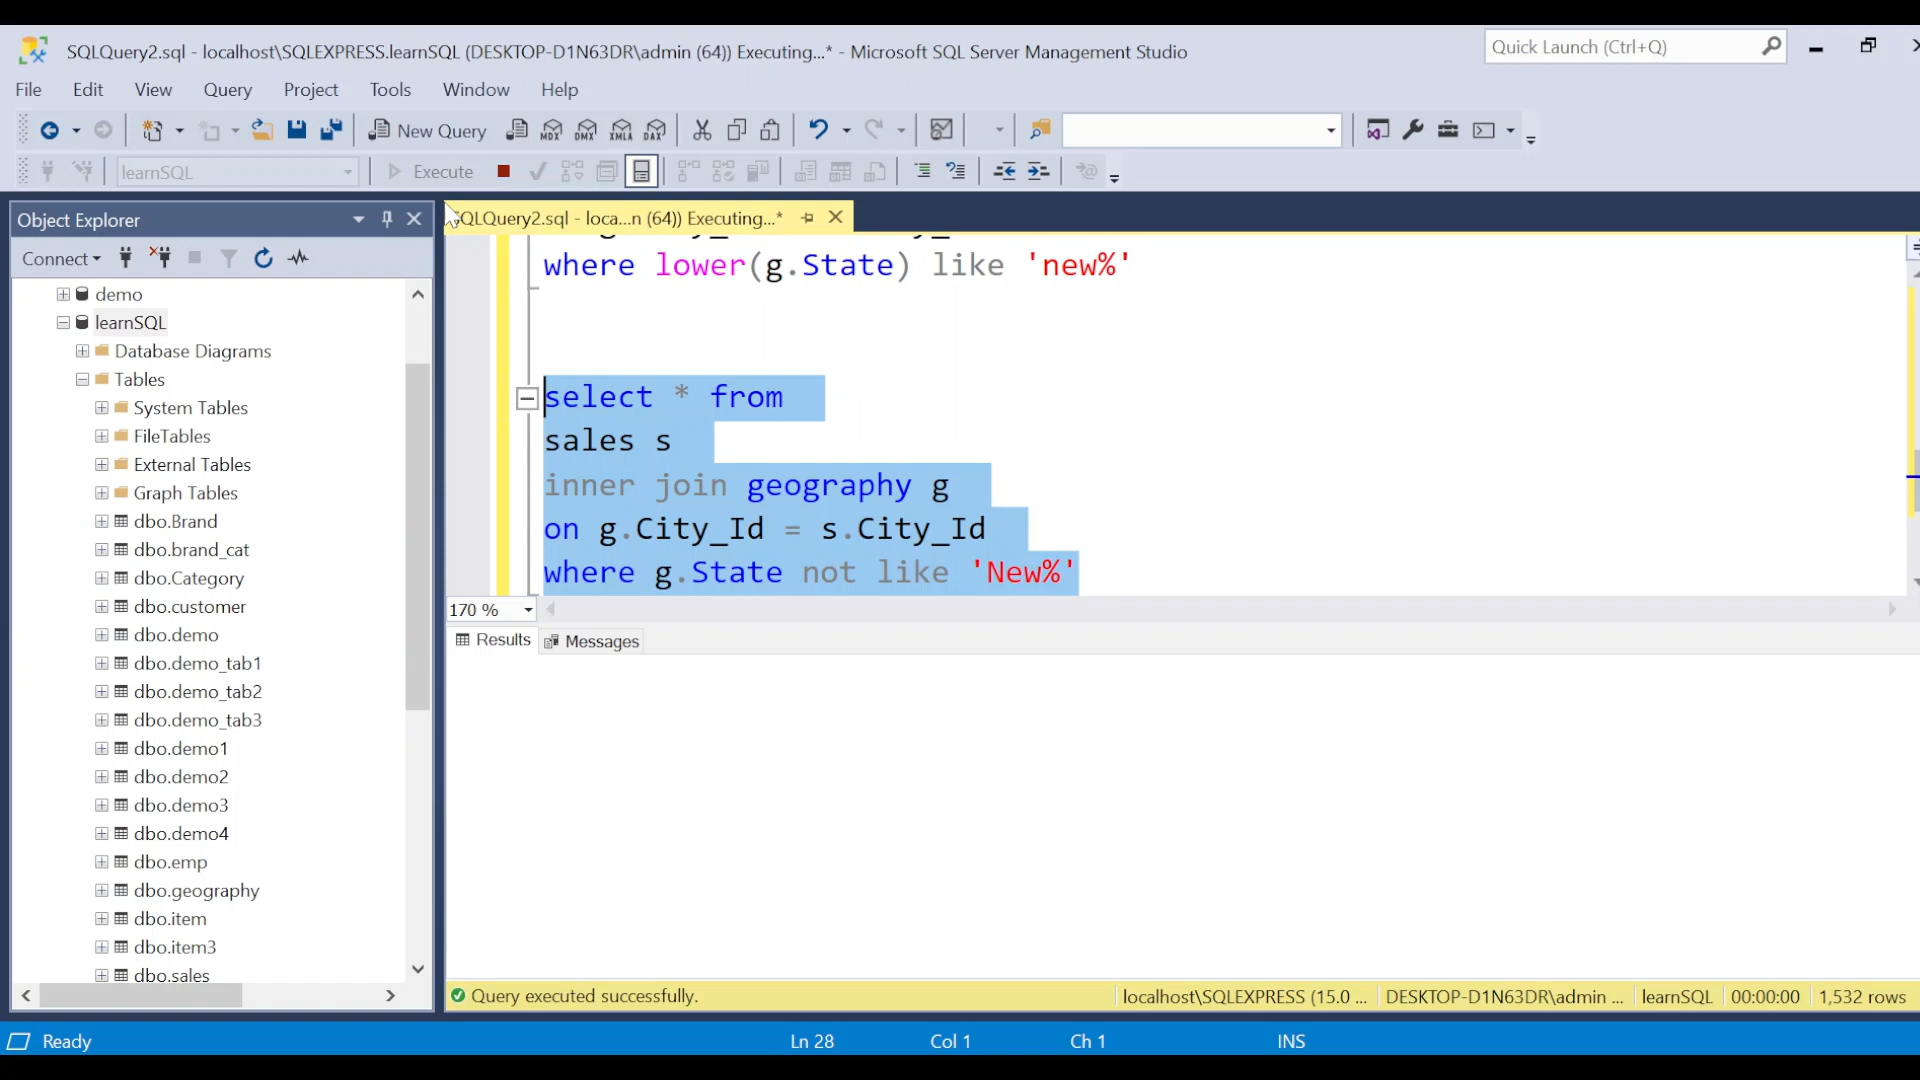 SQLQuery2.sql - localhost\SQLEXPRESS.learnSQL (DESKTOP-D1N63DR\admin (64)) Executing...* - Microsoft SQL Server Management Studio
Quick Launch (Ctrl+Q)
File Edit View Query Project Tools Window Help
New Query MDX DMX XMLA DAX
learnSQL Execute
Object Explorer
SQLQuery2.sql - loca...n (64)) Executing...*
Connect
where lower(g.State) like 'new%'
demo
learnSQL
Database Diagrams
Tables
System Tables
FileTables
External Tables
Graph Tables
dbo.Brand
dbo.brand_cat
dbo.Category
dbo.customer
dbo.demo
dbo.demo_tab1
dbo.demo_tab2
dbo.demo_tab3
dbo.demo1
dbo.demo2
dbo.demo3
dbo.demo4
dbo.emp
dbo.geography
dbo.item
dbo.item3
dbo.sales
select * from
sales s
inner join geography g
on g.City_Id = s.City_Id
where g.State not like 'New%'
170 %
Results Messages
Query executed successfully. localhost\SQLEXPRESS (15.0 ... DESKTOP-D1N63DR\admin ... learnSQL 00:00:00 1,532 rows
Ready Ln 28 Col 1 Ch 1 INS